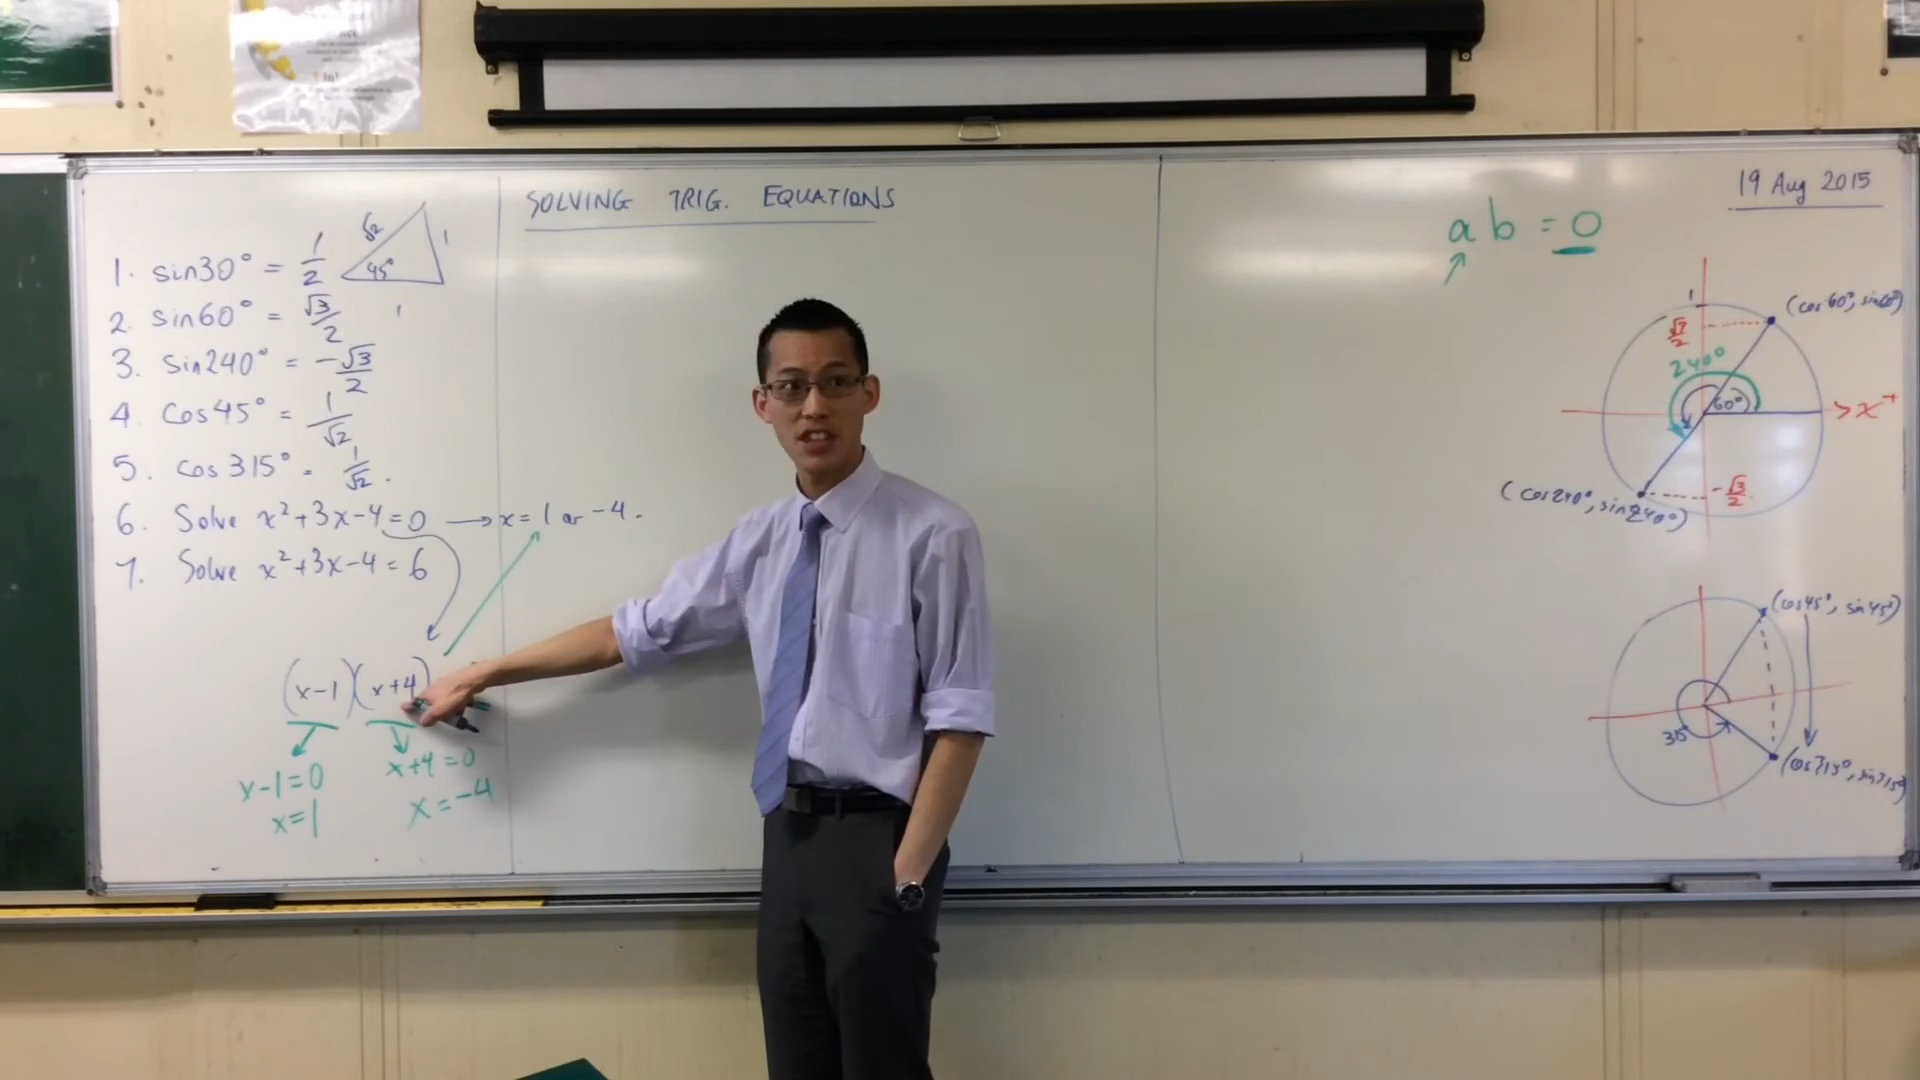 SOLVING TRIG. EQUATIONS
19 Aug 2015
1. sin30° = 1/2
√2
1
45°
1
2. sin60° = √3/2
3. sin240° = -√3/2
4. cos45° = 1/√2
5. cos315° = 1/√2.
6. Solve x²+3x-4=0 → x=1 or -4.
7. Solve x²+3x-4=6
(x-1)(x+4)
x-1=0
x=1
x+4=0
x=-4
ab=0
1
(cos60°, sin60°)
√3/2
240°
60°
>x+
(cos240°, sin240°)
-√3/2
(cos45°, sin45°)
(cos315°, sin315°)